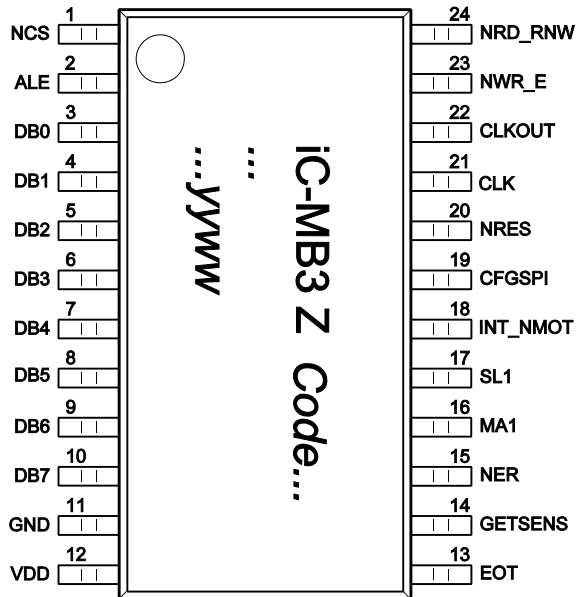 1 24
NCS NRD_RNW
2 23
ALE NWR_E
3 22
DB0 CLKOUT
4 21
DB1 CLK
5 20
DB2 NRES
6 19
DB3 CFGSPI
7 18
DB4 INT_NMOT
8 17
DB5 SL1
9 16
DB6 MA1
10 15
DB7 NER
11 14
GND GETSENS
12 13
VDD EOT
iC-MB3 Z Code...
...
...yyww